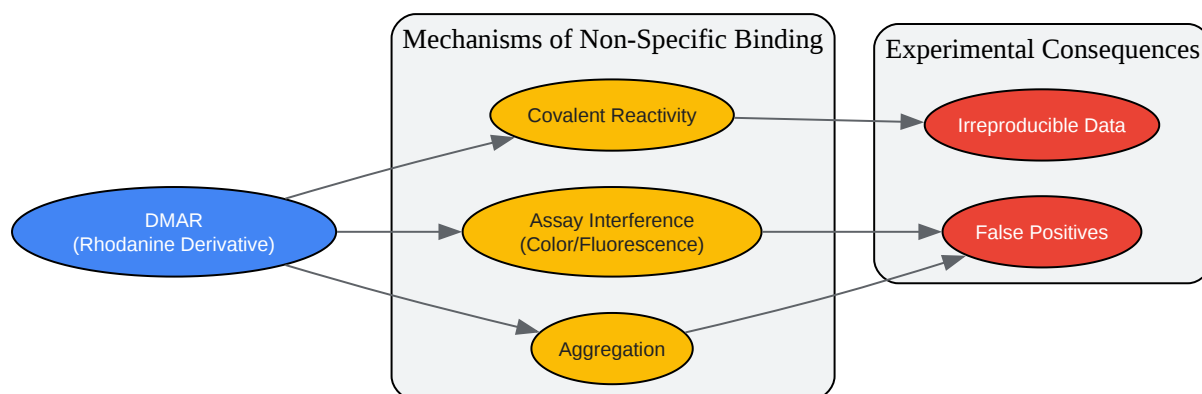 Mechanisms of Non-Specific Binding
Experimental Consequences
Covalent Reactivity
Irreproducible Data
DMAR
(Rhodanine Derivative)
Assay Interference
(Color/Fluorescence)
False Positives
Aggregation